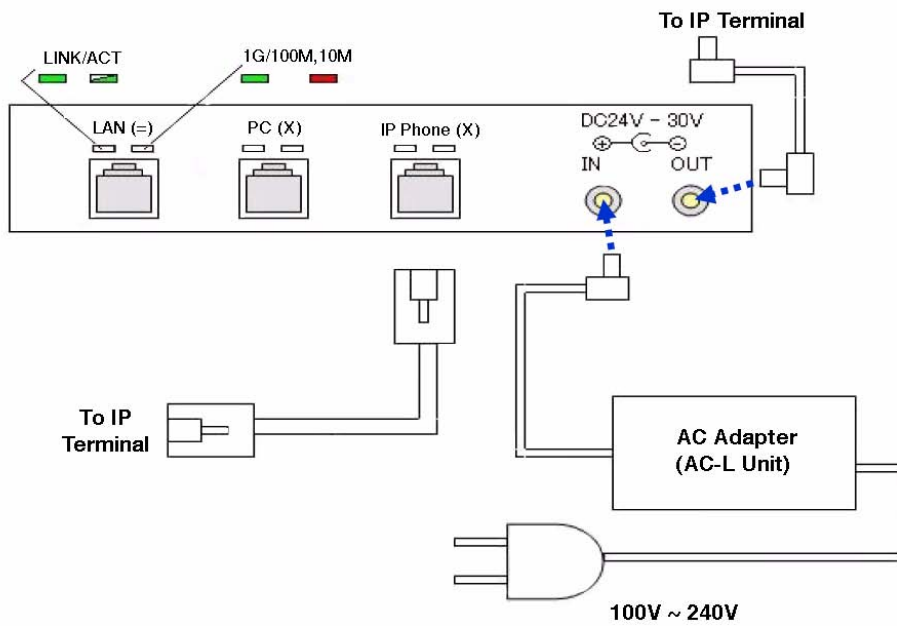 To IP Terminal
LINK/ACT
1G/100M,10M
LAN (=)
PC (X)
IP Phone (X)
DC24V - 30V
IN
OUT
To IP
Terminal
AC Adapter
(AC-L Unit)
100V ~ 240V